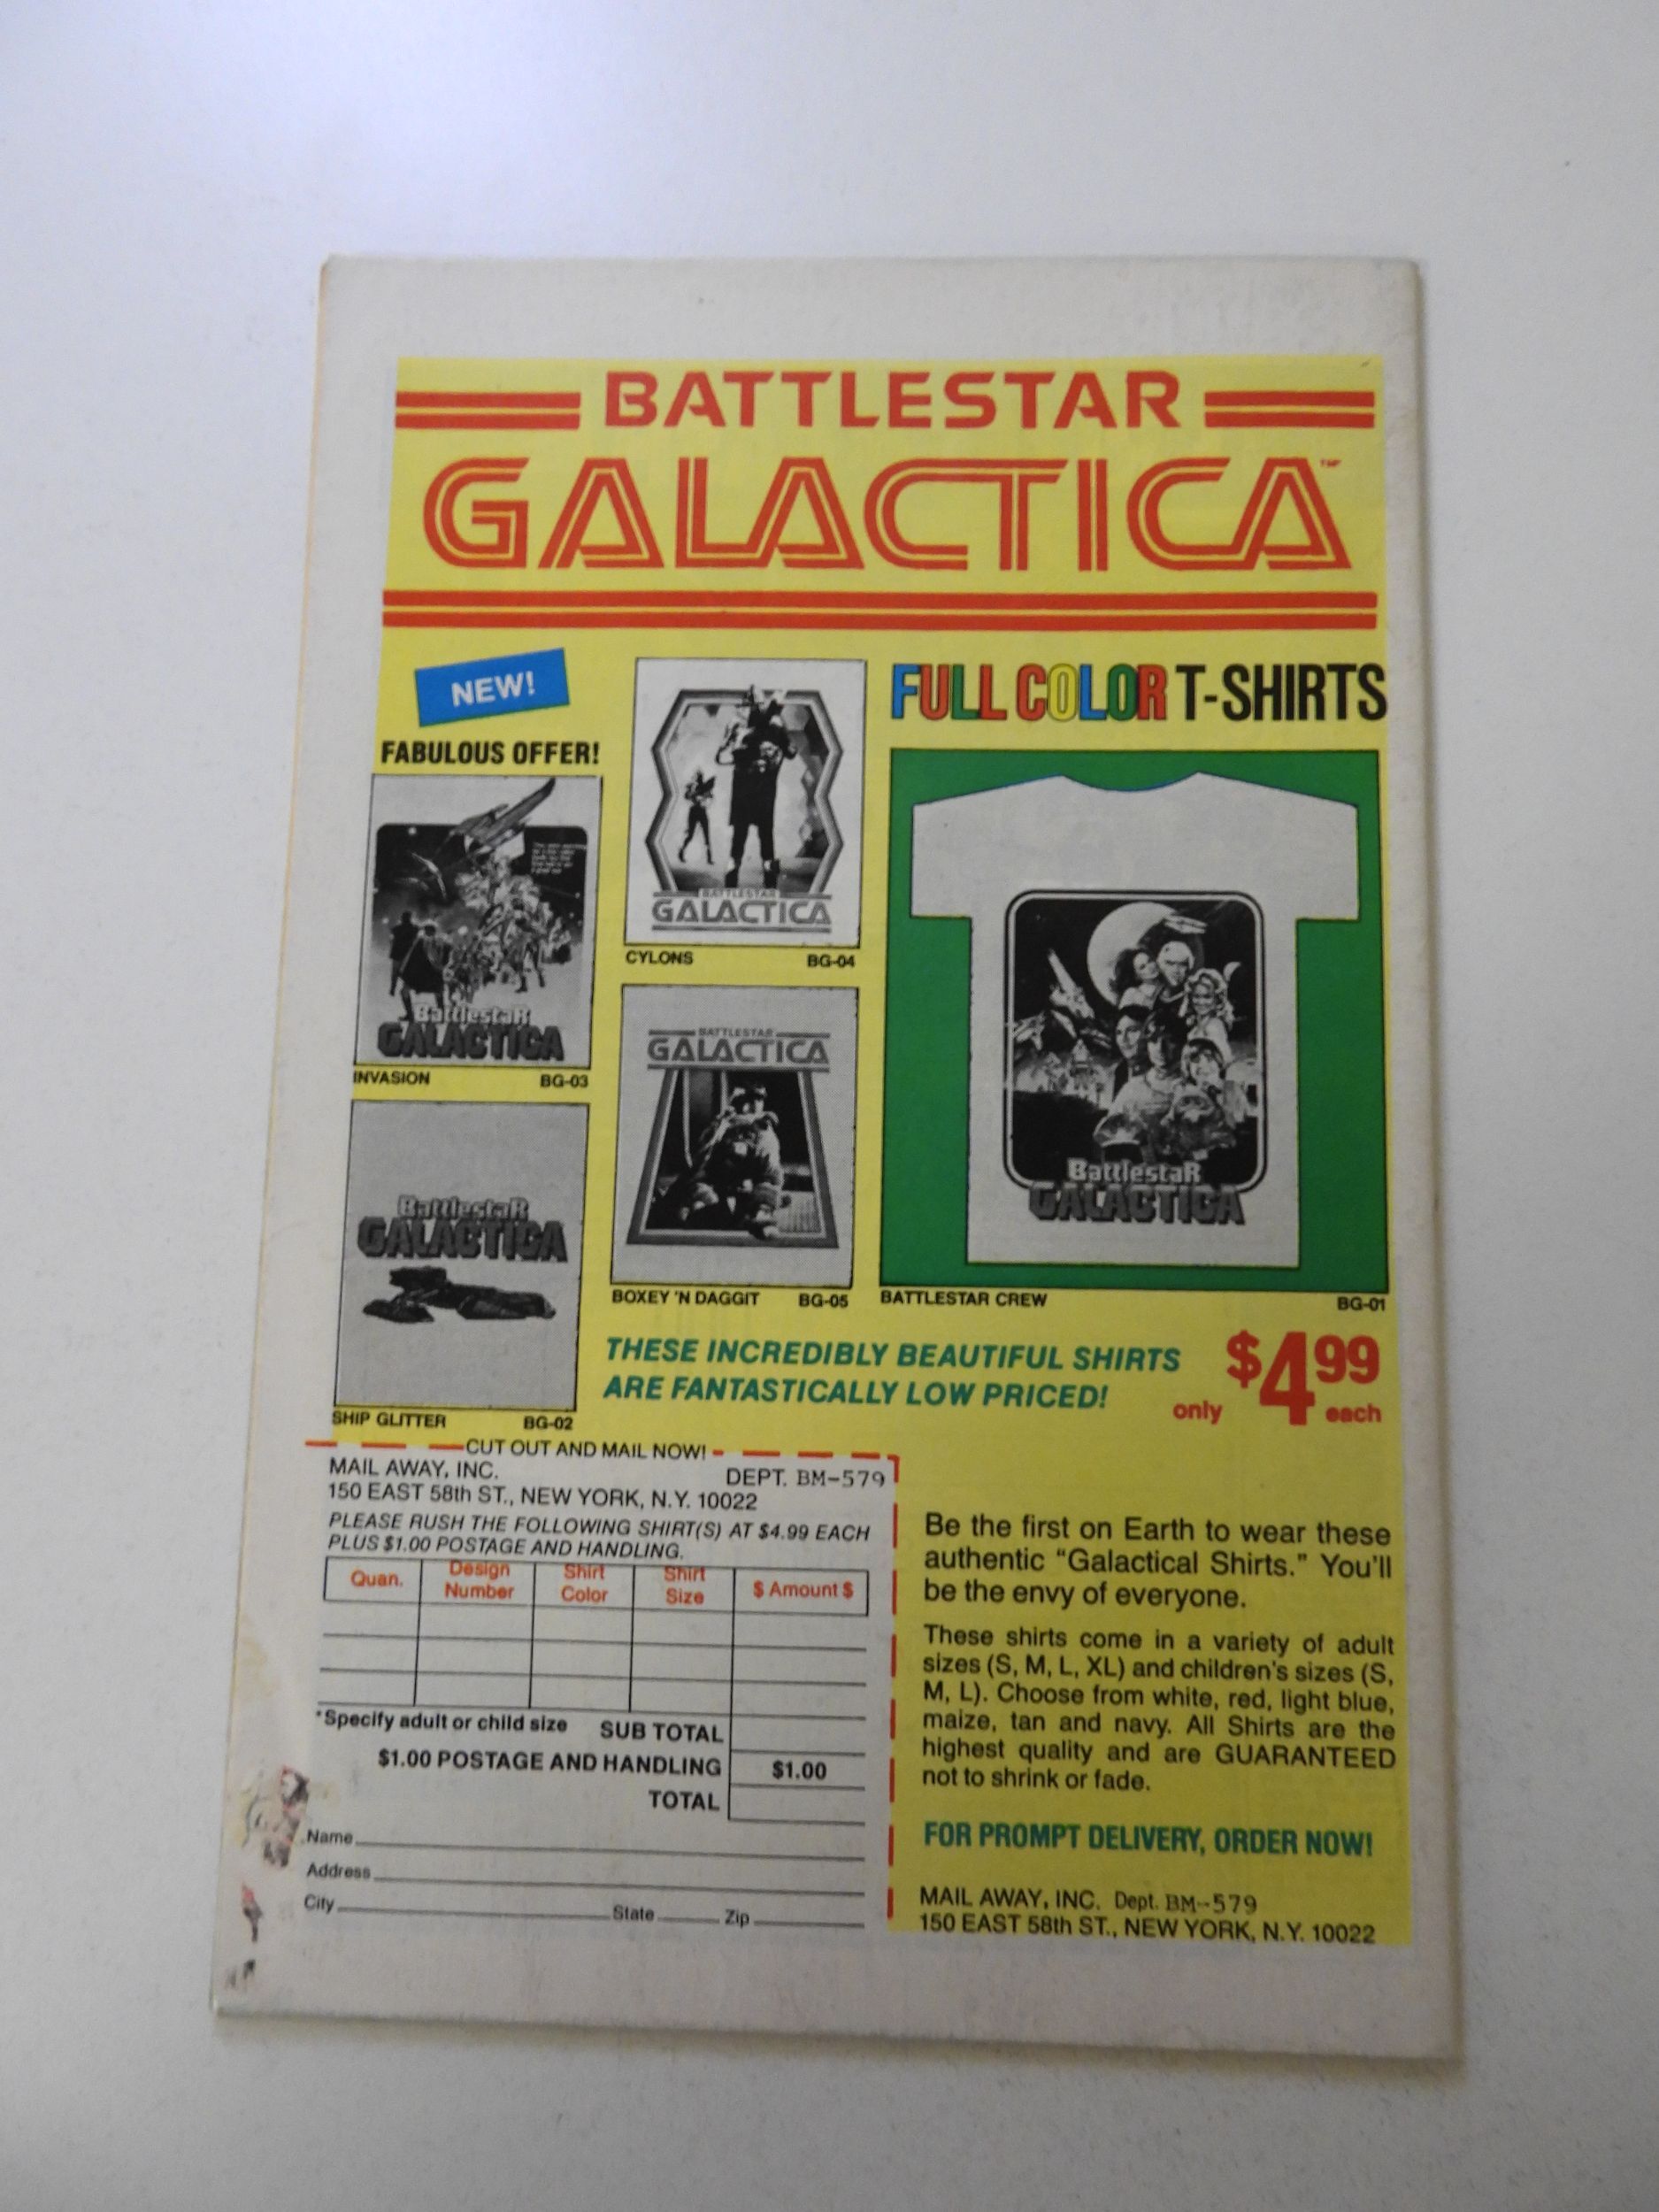 BATTLESTAR
GALACTICA™
NEW!
FABULOUS OFFER!
FULL COLOR T-SHIRTS
BattlestaR
GALACTICA
INVASION BG-03
BATTLESTAR
GALACTICA
CYLONS BG-04
BattlestaR
GALACTICA
SHIP GLITTER BG-02
BATTLESTAR
GALACTICA
BOXEY 'N DAGGIT BG-05
BattlestaR
GALACTICA
BATTLESTAR CREW BG-01
THESE INCREDIBLY BEAUTIFUL SHIRTS
ARE FANTASTICALLY LOW PRICED!
only $4.99 each
CUT OUT AND MAIL NOW!
MAIL AWAY, INC. DEPT. BM-579
150 EAST 58th ST., NEW YORK, N.Y. 10022
PLEASE RUSH THE FOLLOWING SHIRT(S) AT $4.99 EACH
PLUS $1.00 POSTAGE AND HANDLING.
Quan. Design Number Shirt Color Shirt Size $ Amount $
*Specify adult or child size SUB TOTAL
$1.00 POSTAGE AND HANDLING $1.00
TOTAL
Name
Address
City State Zip
Be the first on Earth to wear these
authentic “Galactical Shirts.” You'll
be the envy of everyone.
These shirts come in a variety of adult
sizes (S, M, L, XL) and children's sizes (S,
M, L). Choose from white, red, light blue,
maize, tan and navy. All Shirts are the
highest quality and are GUARANTEED
not to shrink or fade.
FOR PROMPT DELIVERY, ORDER NOW!
MAIL AWAY, INC. Dept. BM-579
150 EAST 58th ST., NEW YORK, N.Y. 10022